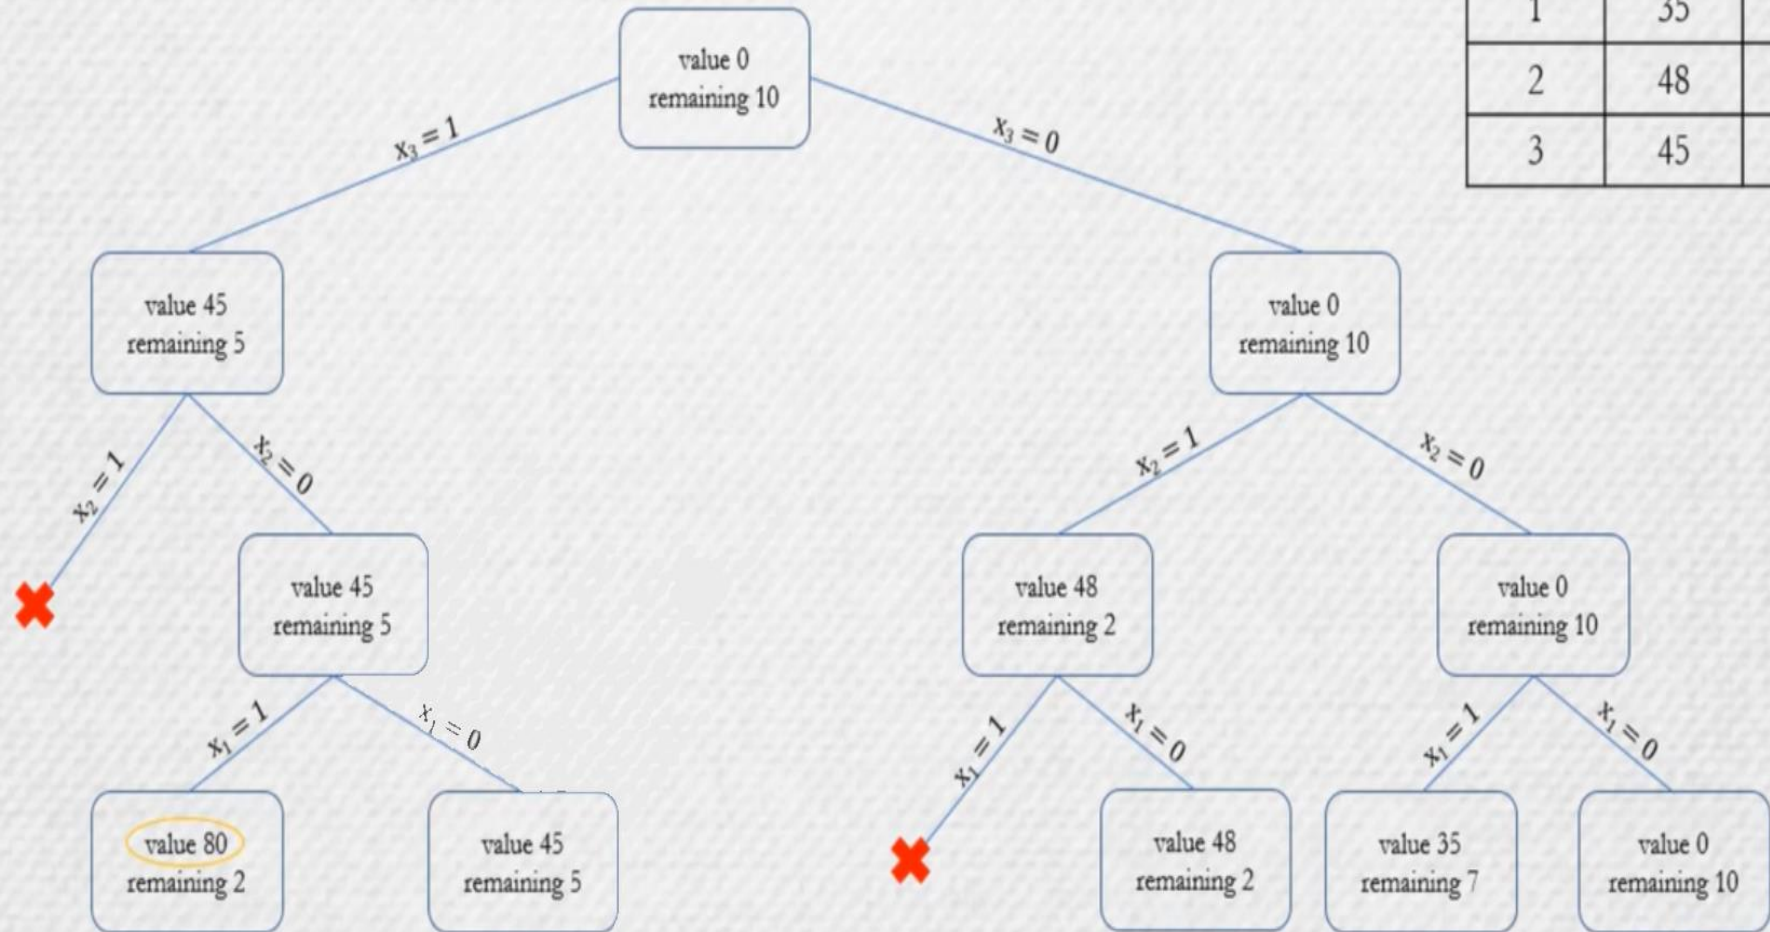 value 0
remaining 10
1 35
2 48
3 45
x₃ = 1
x₃ = 0
value 45
remaining 5
value 0
remaining 10
x₂ = 1
x₂ = 0
x₂ = 1
x₂ = 0
value 45
remaining 5
value 48
remaining 2
value 0
remaining 10
x₁ = 1
x₁ = 0
x₁ = 1
x₁ = 0
x₁ = 1
x₁ = 0
value 80
remaining 2
value 45
remaining 5
value 48
remaining 2
value 35
remaining 7
value 0
remaining 10